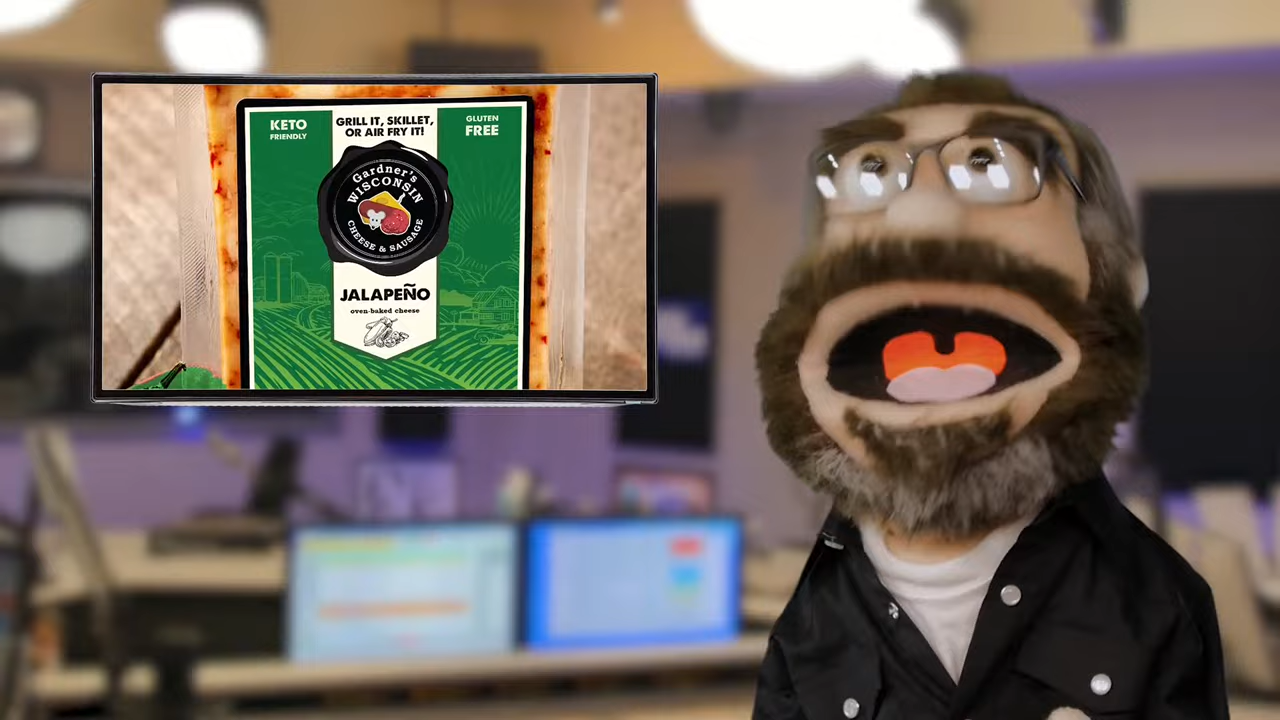 KETO
FRIENDLY
GRILL IT, SKILLET,
OR AIR FRY IT!
GLUTEN
FREE
Gardner's
WISCONSIN
CHEESE & SAUSAGE
JALAPEÑO
oven-baked cheese